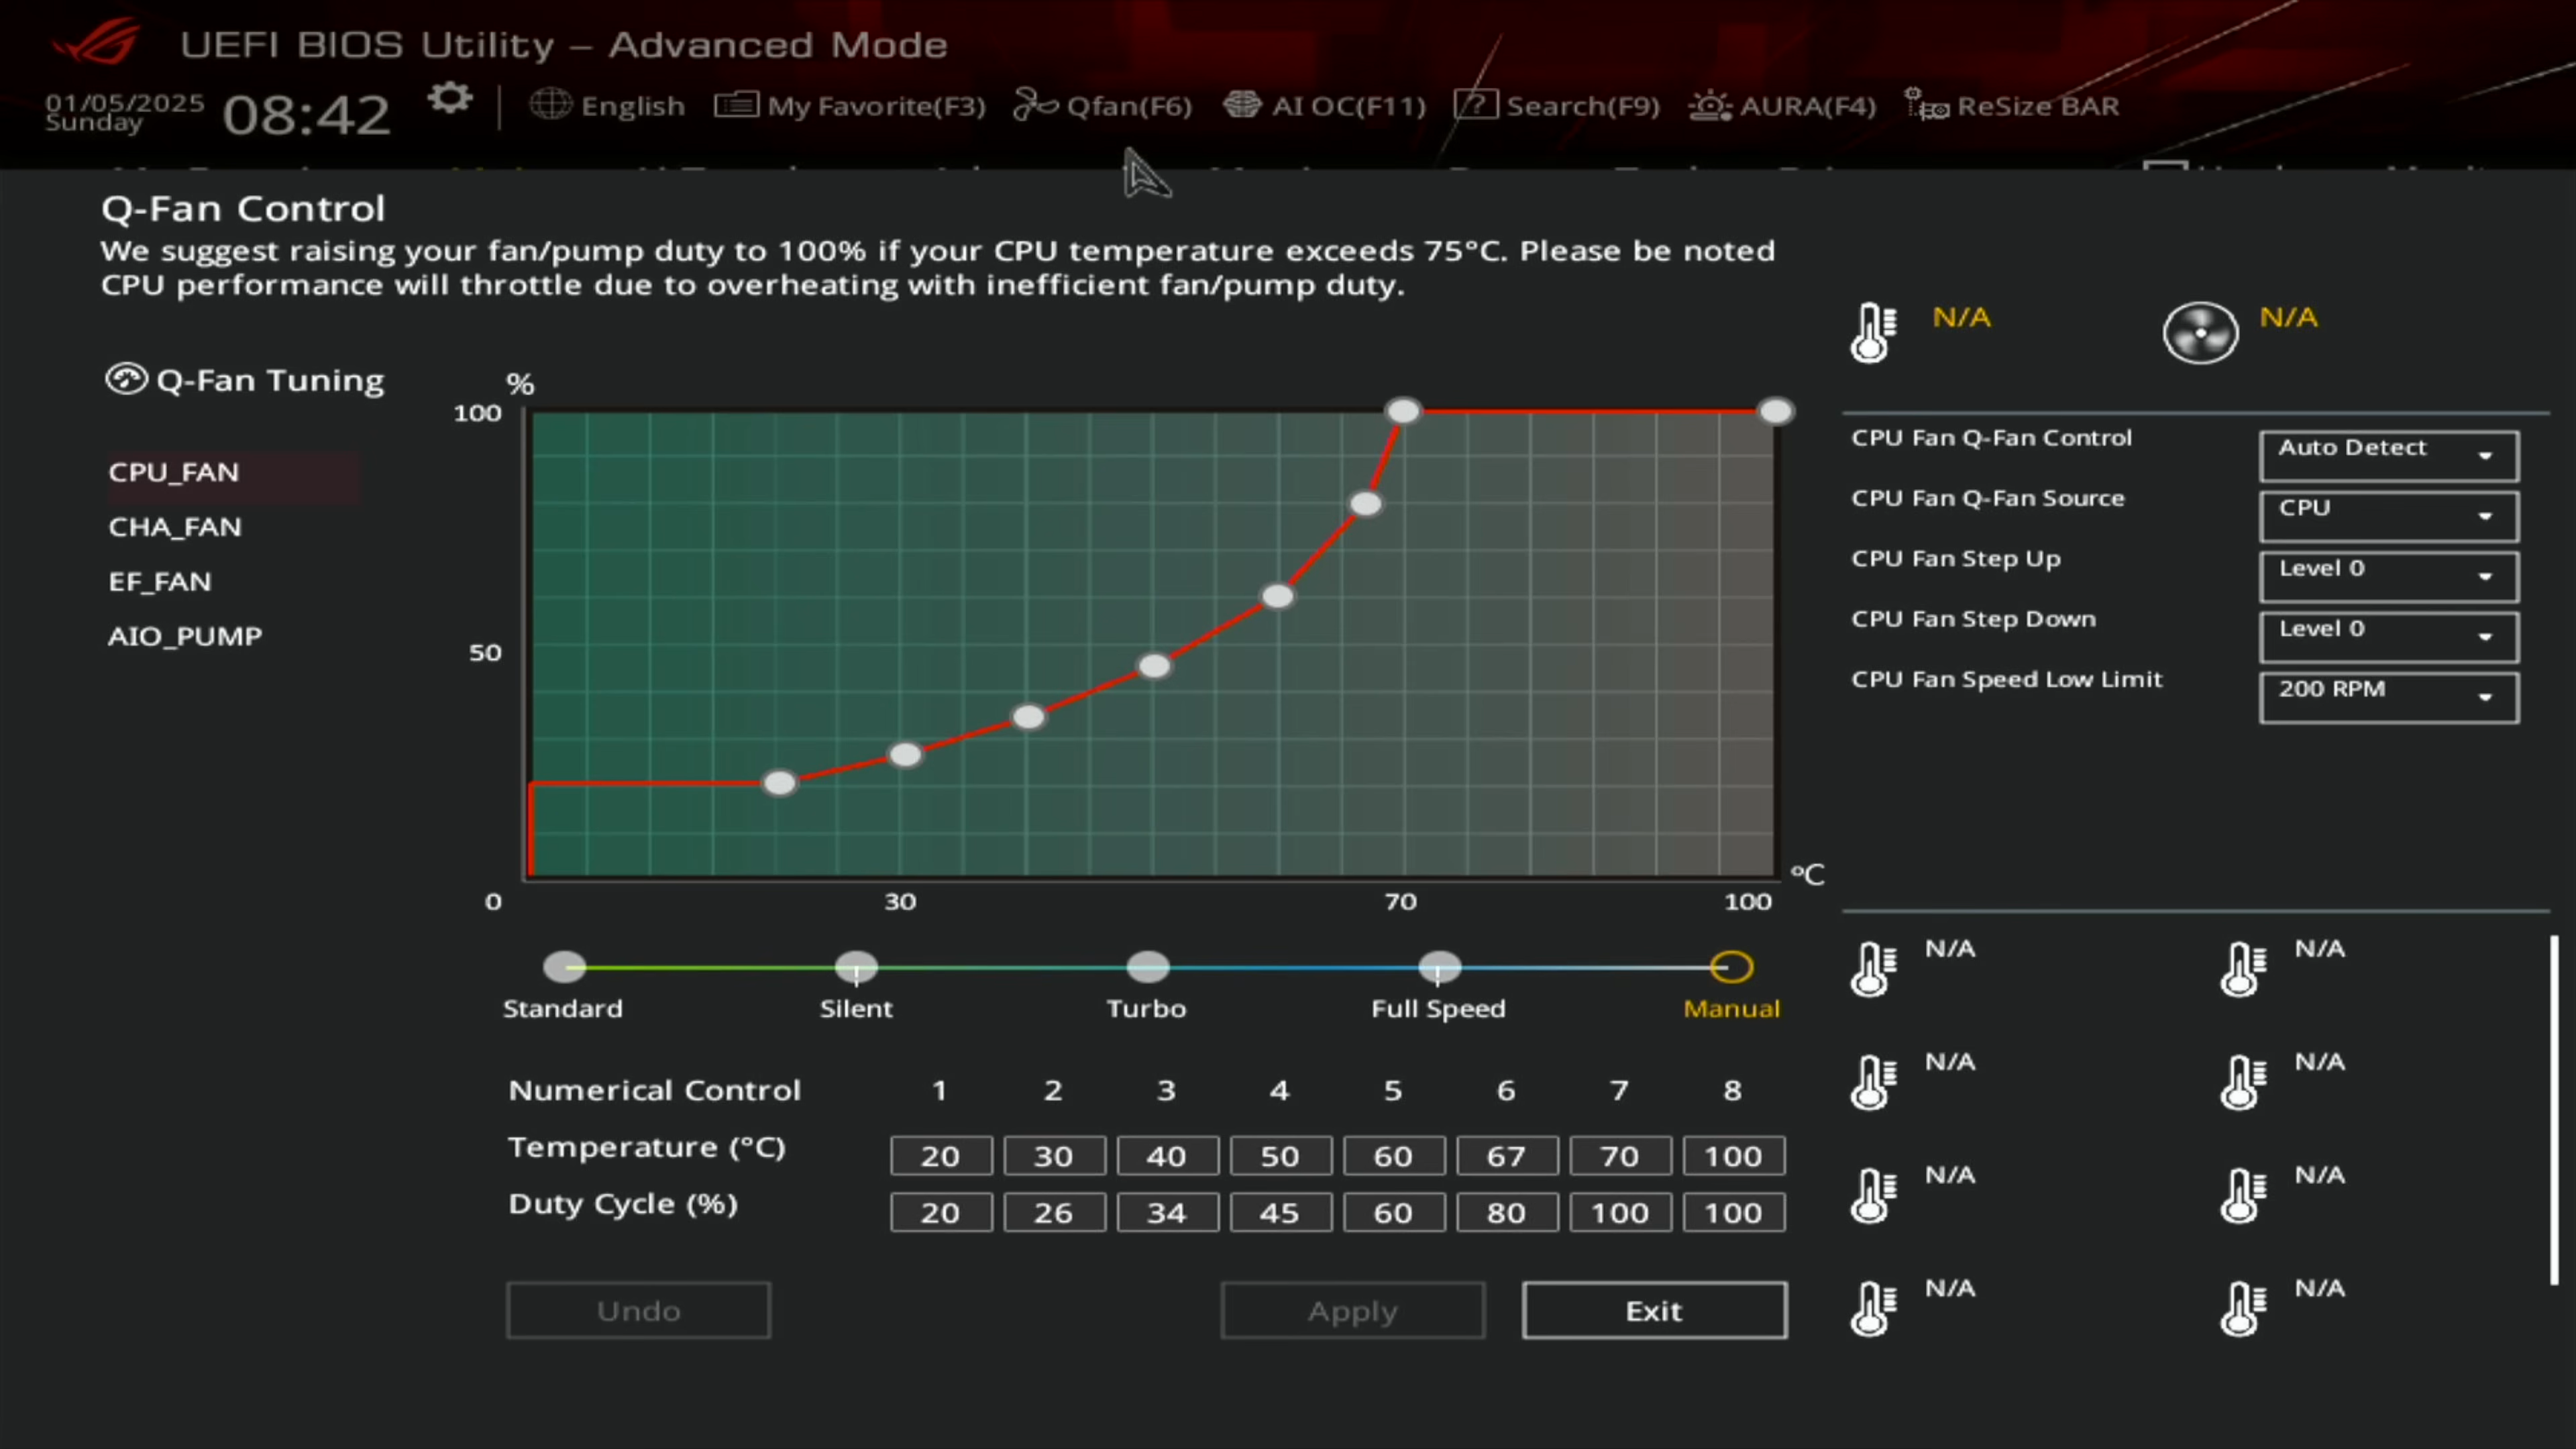 UEFI BIOS Utility – Advanced Mode
01/05/2025
Sunday
08:42
English
My Favorite(F3)
Qfan(F6)
AI OC(F11)
Search(F9)
AURA(F4)
ReSize BAR
Q-Fan Control
We suggest raising your fan/pump duty to 100% if your CPU temperature exceeds 75°C. Please be noted
CPU performance will throttle due to overheating with inefficient fan/pump duty.
N/A
N/A
Q-Fan Tuning
CPU_FAN
CHA_FAN
EF_FAN
AIO_PUMP
%
100
50
0
30
70
100
°C
Standard
Silent
Turbo
Full Speed
Manual
Numerical Control 1 2 3 4 5 6 7 8
Temperature (°C) 20 30 40 50 60 67 70 100
Duty Cycle (%) 20 26 34 45 60 80 100 100
Undo
Apply
Exit
CPU Fan Q-Fan Control Auto Detect
CPU Fan Q-Fan Source CPU
CPU Fan Step Up Level 0
CPU Fan Step Down Level 0
CPU Fan Speed Low Limit 200 RPM
N/A N/A
N/A N/A
N/A N/A
N/A N/A